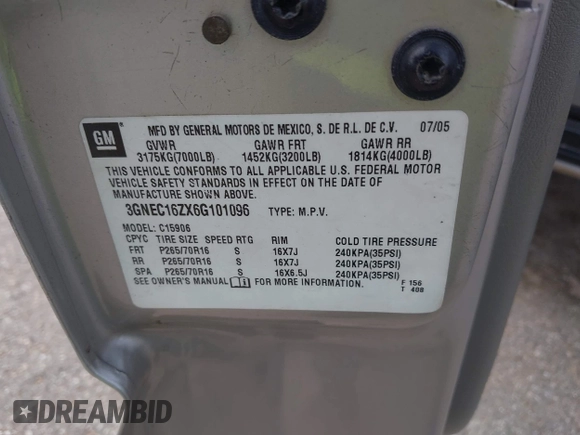 GM
MFD BY GENERAL MOTORS DE MEXICO, S. DE R.L. DE C.V. 07/05
GVWR GAWR FRT GAWR RR
3175KG(7000LB) 1452KG(3200LB) 1814KG(4000LB)
THIS VEHICLE CONFORMS TO ALL APPLICABLE U.S. FEDERAL MOTOR
VEHICLE SAFETY STANDARDS IN EFFECT ON THE DATE OF
MANUFACTURE SHOWN ABOVE.
3GNEC16ZX6G101096 TYPE: M.P.V.
MODEL: C15906
CPYC TIRE SIZE SPEED RTG RIM COLD TIRE PRESSURE
FRT P265/70R16 S 16X7J 240KPA(35PSI)
RR P265/70R16 S 16X7J 240KPA(35PSI)
SPA P265/70R16 S 16X6.5J 240KPA(35PSI)
SEE OWNER'S MANUAL FOR MORE INFORMATION.
F 156
T 408
DREAMBID